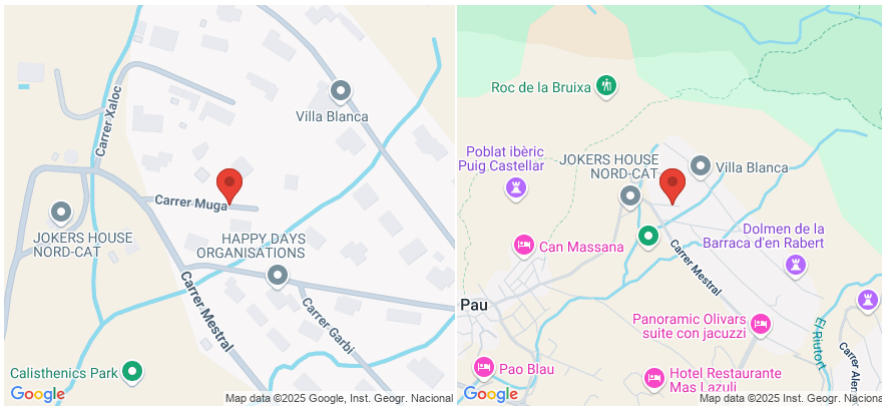 Carrer Xaloc
Villa Blanca
Carrer Muga
JOKERS HOUSE
NORD-CAT
HAPPY DAYS
ORGANISATIONS
Carrer Mestral
Carrer Garbi
Calisthenics Park
Google
Map data ©2025 Google, Inst. Geogr. Nacional
Roc de la Bruixa
Poblat ibèric
Puig Castellar
JOKERS HOUSE
NORD-CAT
Villa Blanca
Dolmen de la
Barraca d'en Rabert
Can Massana
Carrer Mestral
Pau
Panoramic Olivars
suite con jacuzzi
El Riutort
Pao Blau
Hotel Restaurante
Mas Lazuli
Google
Map data ©2025 Google, Inst. Geogr. Nacional